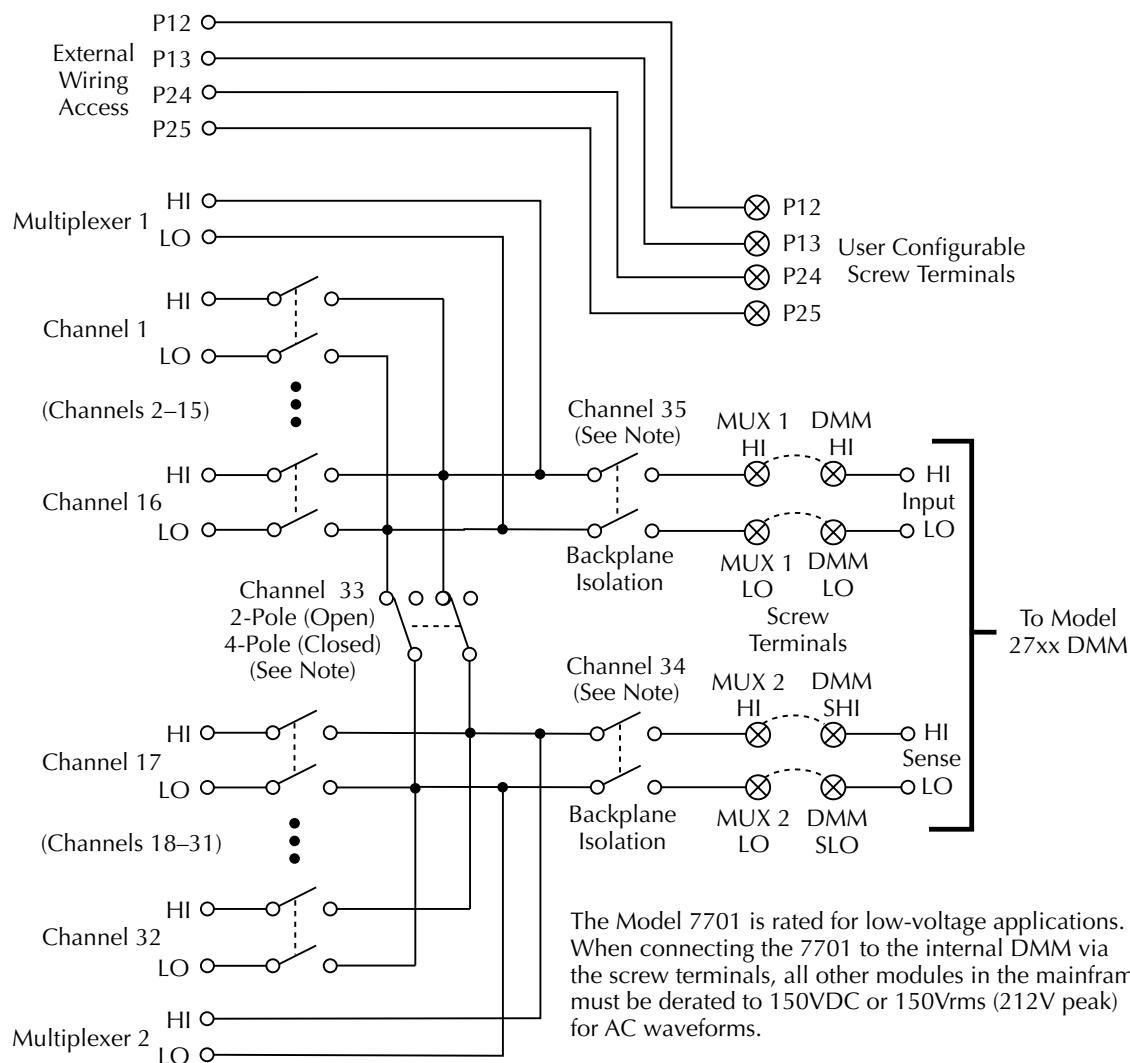 P12
External
Wiring
Access
P13
P24
P25
Multiplexer 1
HI
LO
P12
P13
P24
P25
User Configurable
Screw Terminals
Channel 1
HI
LO
(Channels 2–15)
Channel 16
HI
LO
Channel 35
(See Note)
MUX 1
HI
DMM
HI
HI
Input
LO
Backplane
Isolation
MUX 1
LO
DMM
LO
Screw
Terminals
Channel 33
2-Pole (Open)
4-Pole (Closed)
(See Note)
To Model
27xx DMM
Channel 34
(See Note)
MUX 2
HI
DMM
SHI
HI
Sense
LO
Channel 17
HI
LO
Backplane
Isolation
MUX 2
LO
DMM
SLO
(Channels 18–31)
Channel 32
HI
LO
Multiplexer 2
HI
LO
The Model 7701 is rated for low-voltage applications.
When connecting the 7701 to the internal DMM via
the screw terminals, all other modules in the mainfram
must be derated to 150VDC or 150Vrms (212V peak)
for AC waveforms.